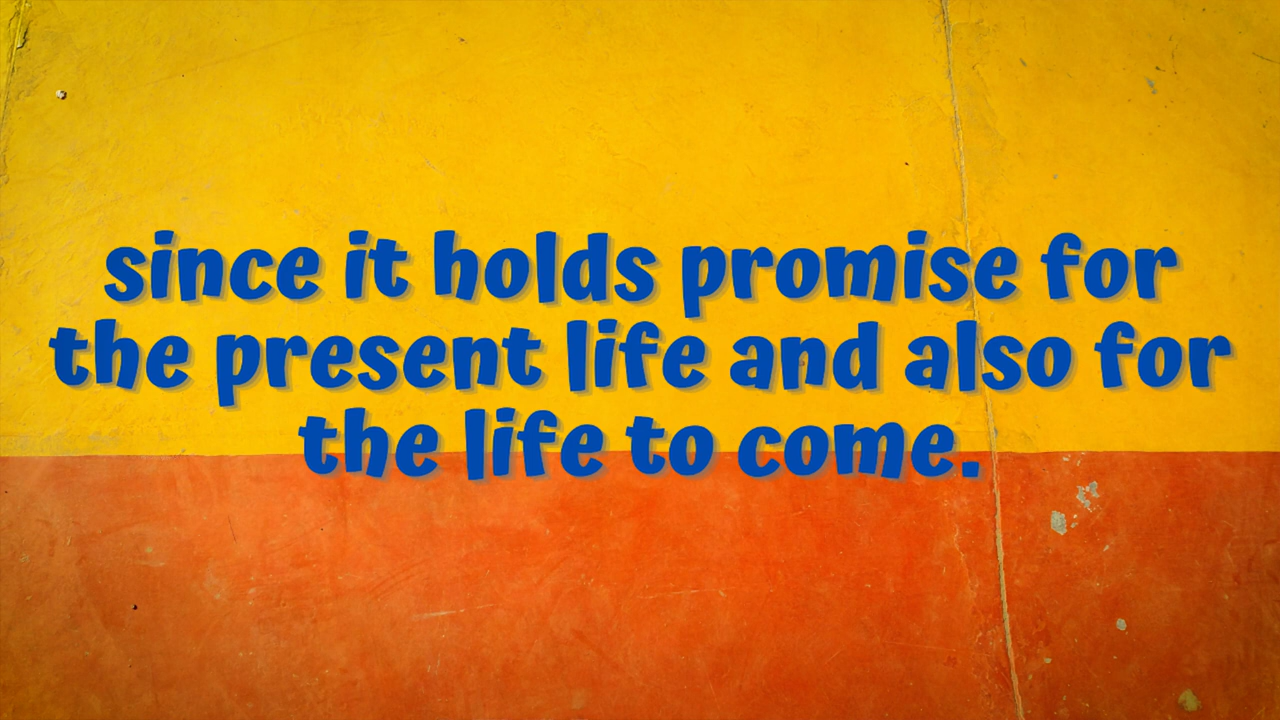 since it holds promise for
the present life and also for
the life to come.